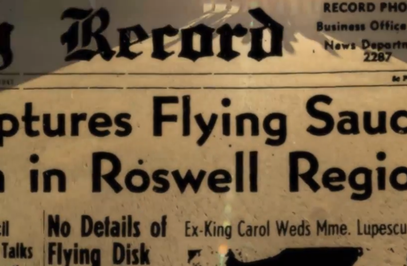 Record
RECORD PHO
Business Office
News Departm
2287
ptures Flying Sauc
in Roswell Regio
No Details of
Flying Disk
Ex-King Carol Weds Mme. Lupescu
Talks